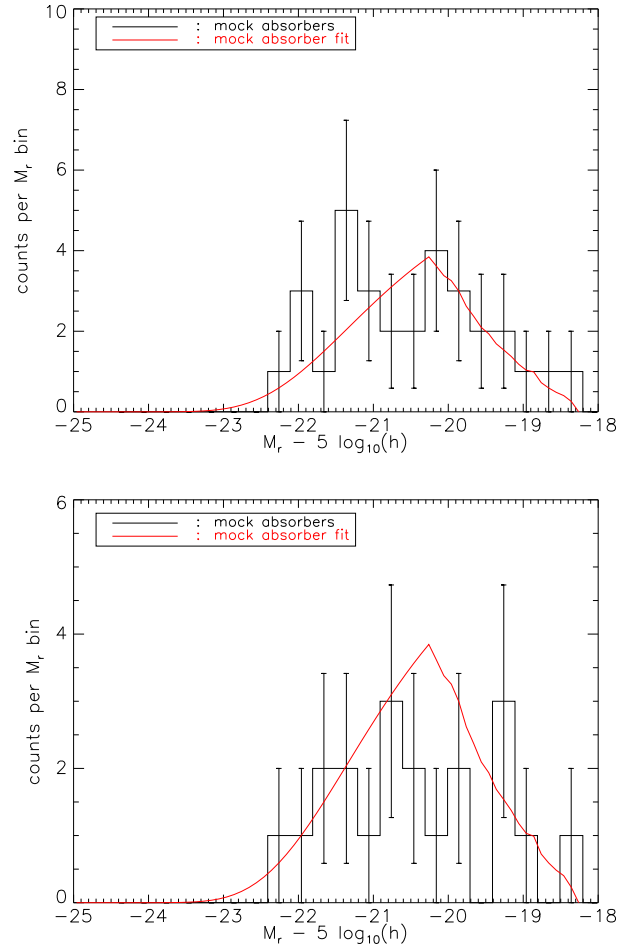 10
: mock absorbers
: mock absorber fit
8
6
4
2
0
counts per M_r bin
-25 -24 -23 -22 -21 -20 -19 -18
M_r - 5 log_10(h)
6
: mock absorbers
: mock absorber fit
4
2
0
counts per M_r bin
-25 -24 -23 -22 -21 -20 -19 -18
M_r - 5 log_10(h)